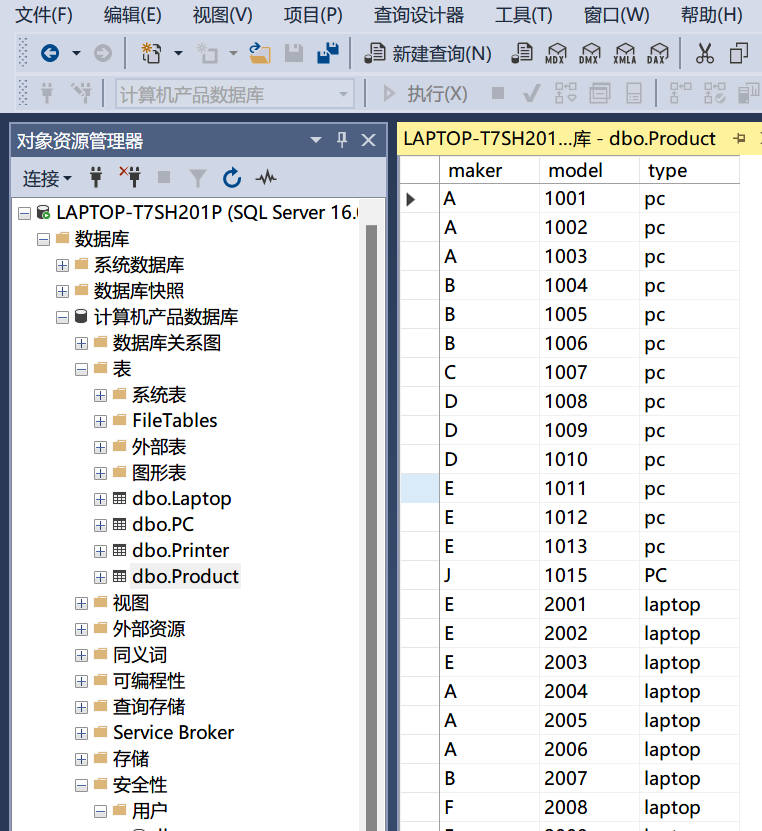 文件(F) 编辑(E) 视图(V) 项目(P) 查询设计器 工具(T) 窗口(W) 帮助(H)
新建查询(N) MDX DMX XMLA DAX
计算机产品数据库 执行(X)
对象资源管理器
连接
LAPTOP-T7SH201P (SQL Server 16.
数据库
系统数据库
数据库快照
计算机产品数据库
数据库关系图
表
系统表
FileTables
外部表
图形表
dbo.Laptop
dbo.PC
dbo.Printer
dbo.Product
视图
外部资源
同义词
可编程性
查询存储
Service Broker
存储
安全性
用户
LAPTOP-T7SH201...库 - dbo.Product
maker model type
A 1001 pc
A 1002 pc
A 1003 pc
B 1004 pc
B 1005 pc
B 1006 pc
C 1007 pc
D 1008 pc
D 1009 pc
D 1010 pc
E 1011 pc
E 1012 pc
E 1013 pc
J 1015 PC
E 2001 laptop
E 2002 laptop
E 2003 laptop
A 2004 laptop
A 2005 laptop
A 2006 laptop
B 2007 laptop
F 2008 laptop